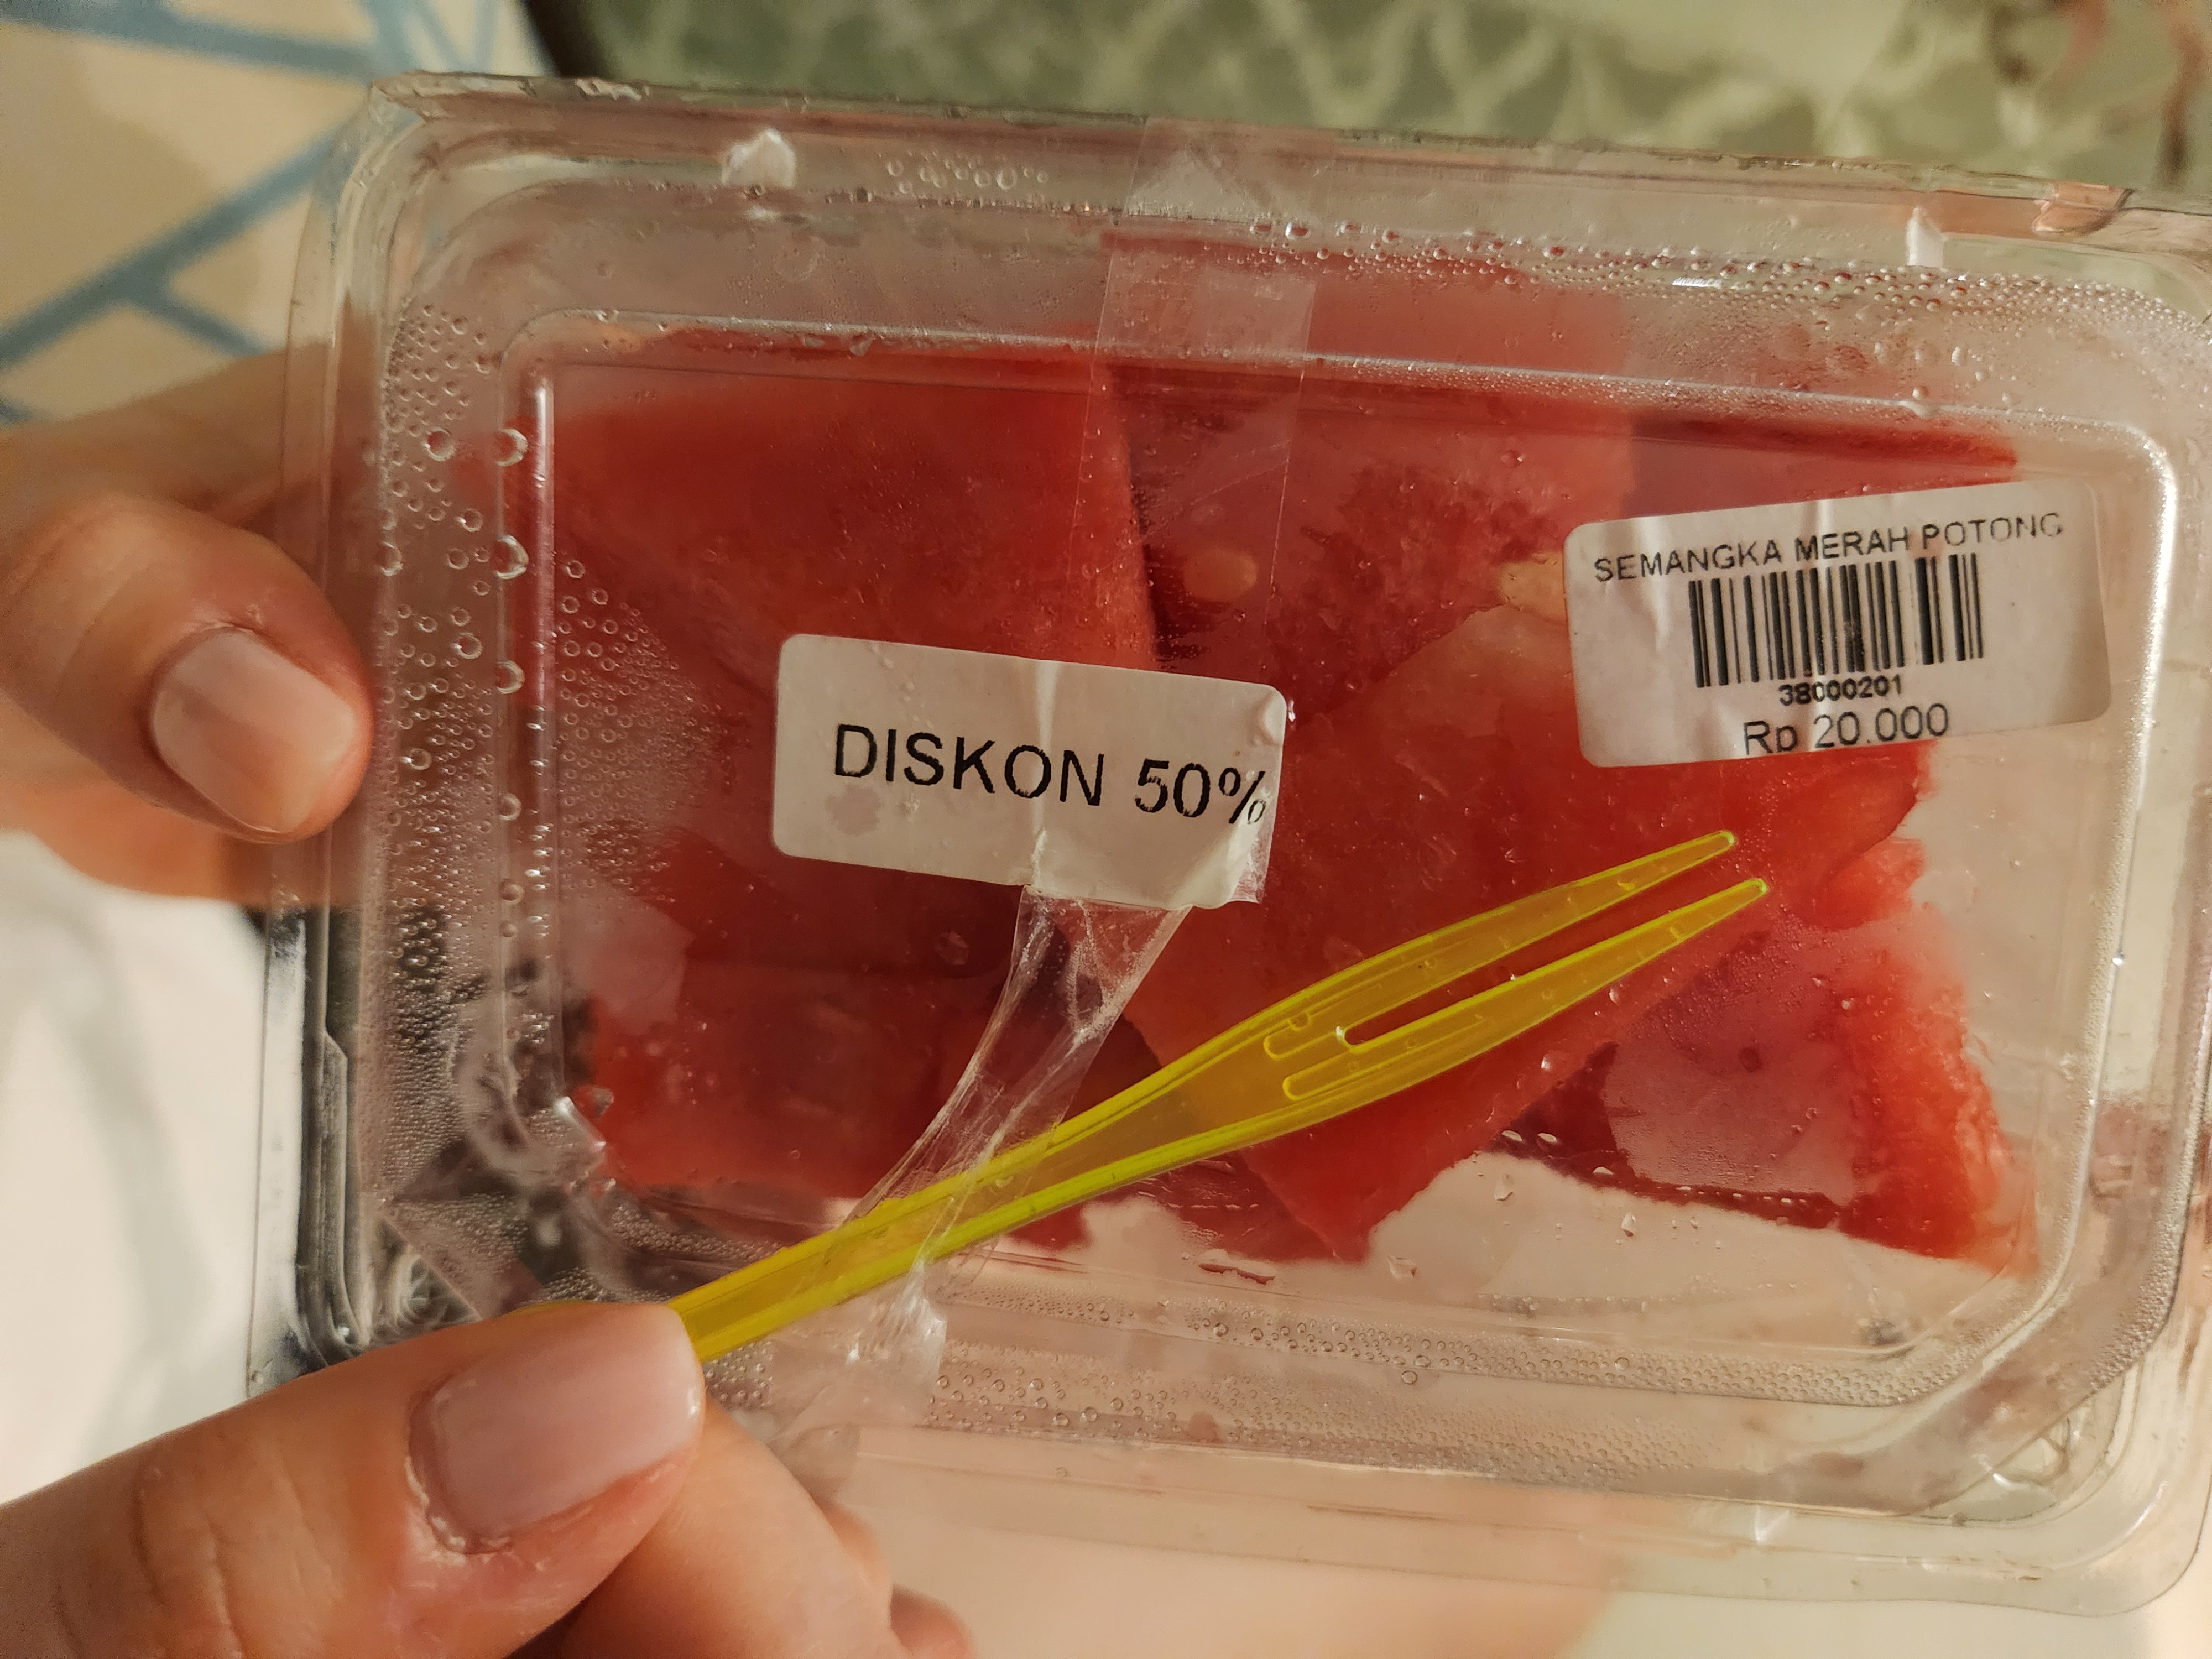 DISKON 50%
SEMANGKA MERAH POTONG
38000201
Rp 20.000